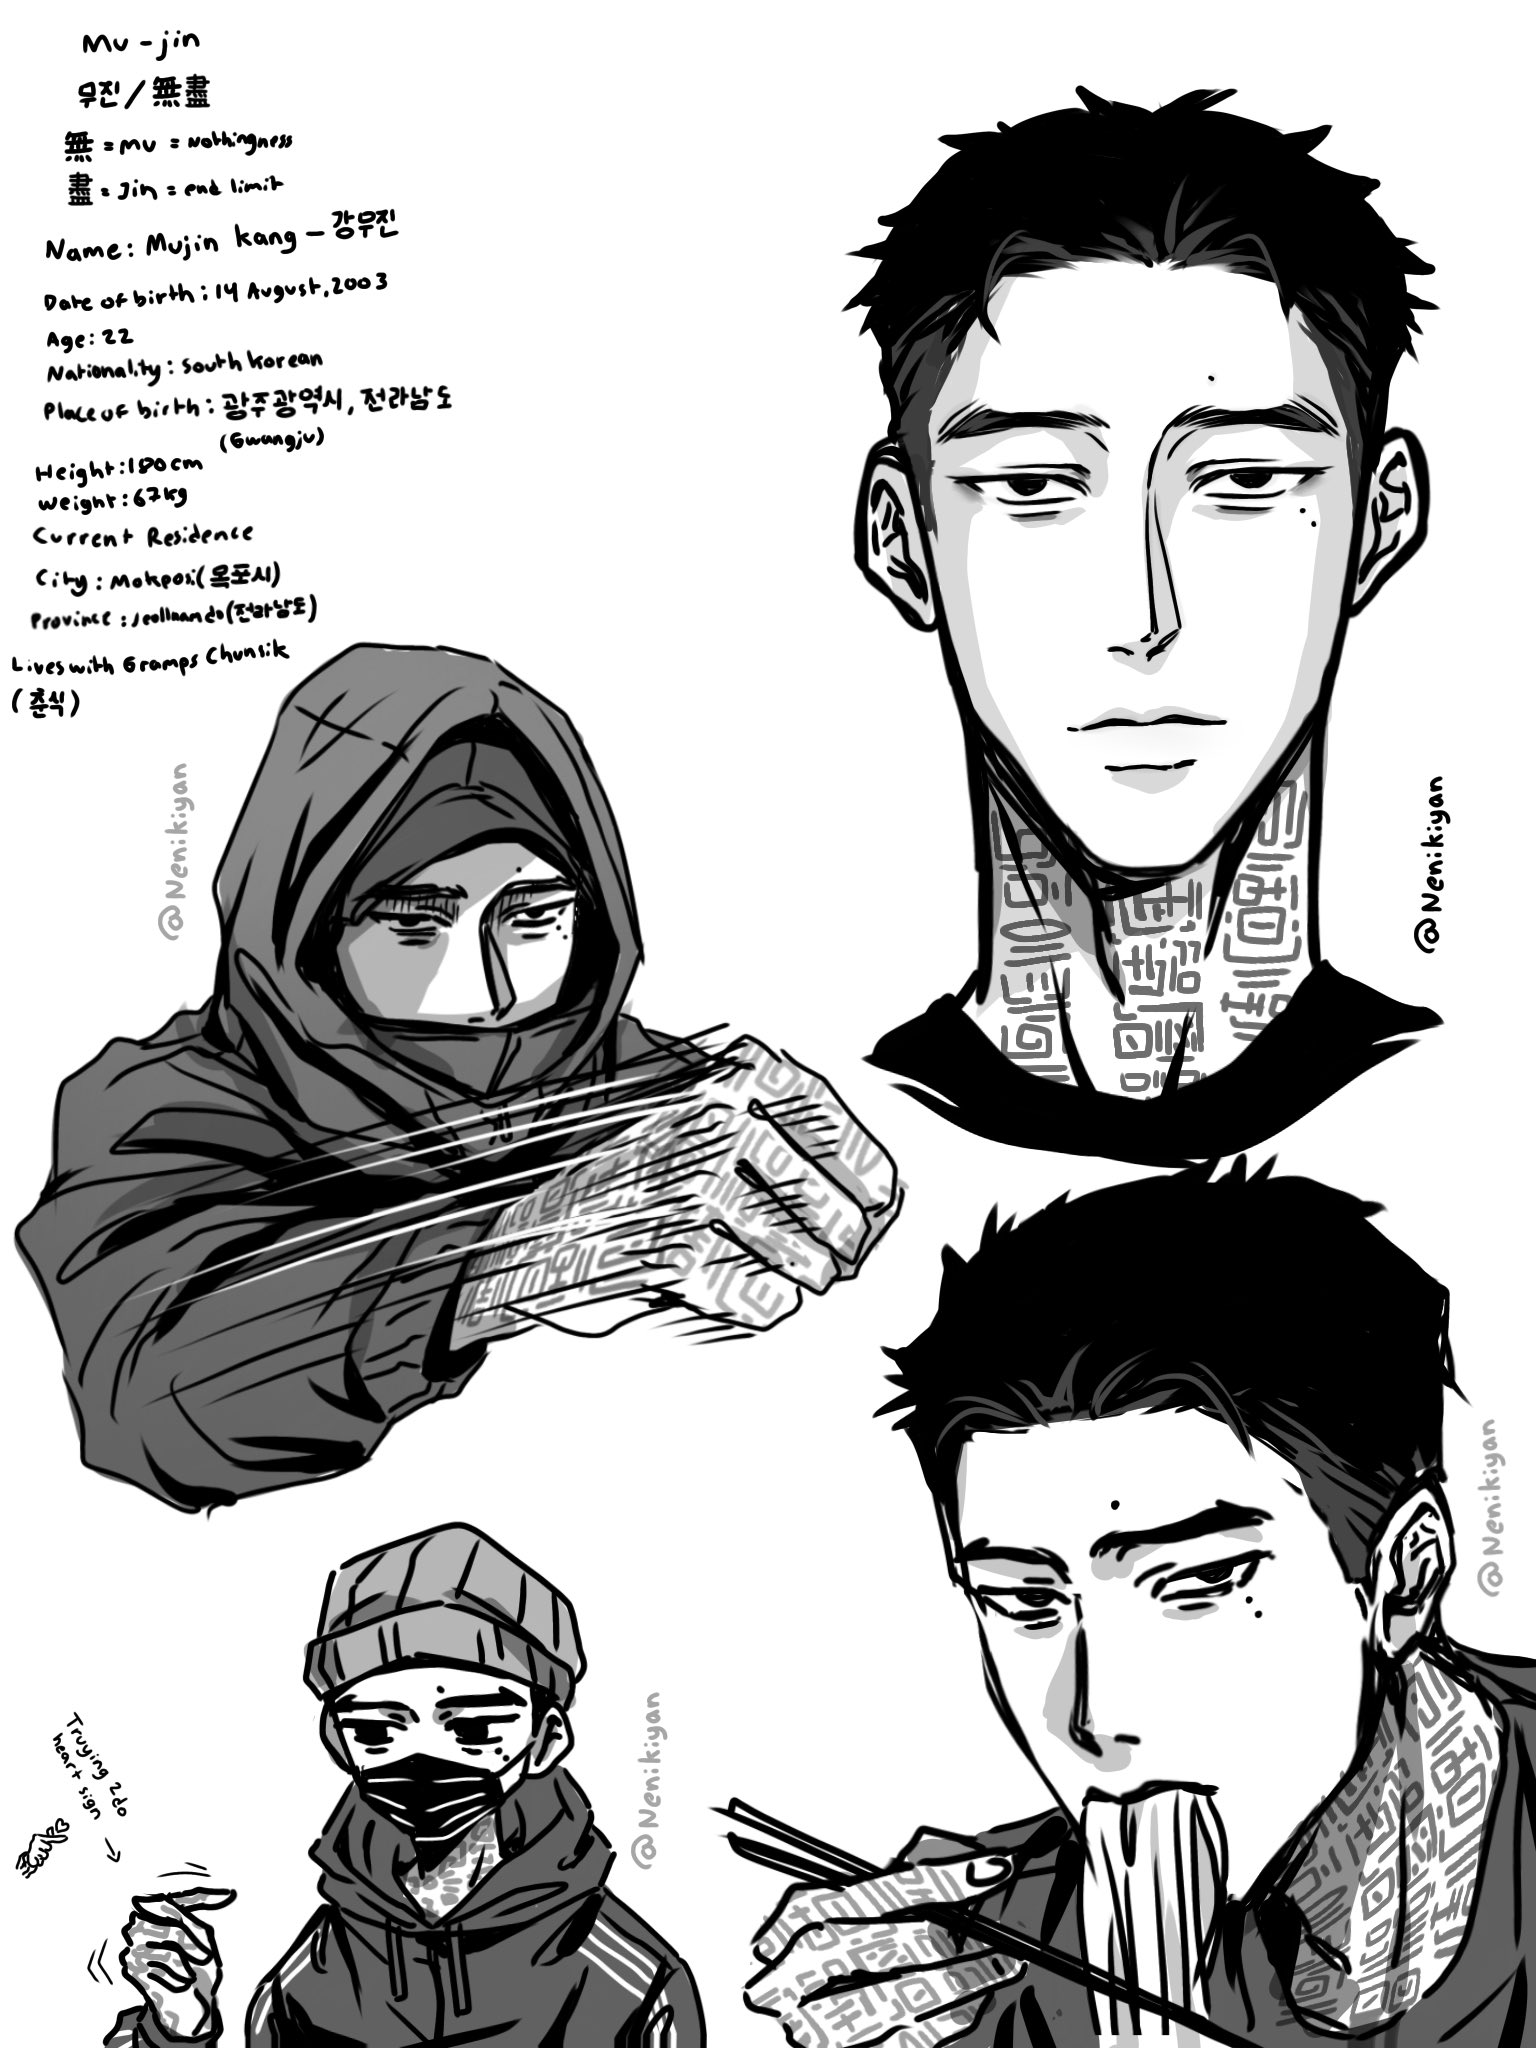 Mu-jin
무진/無盡
無 = mu = Nothingness
盡 = Jin = end limit
Name: Mujin Kang - 강무진
Date of birth: 14 August, 2003
Age: 22
Nationality: South Korean
Place of birth: 광주광역시, 전라남도
(Gwangju)
Height: 180cm
Weight: 67kg
Current Residence
City: Mokposi (목포시)
Province: Jeollnamdo (전라남도)
Lives with Gramps Chunsik
(춘식)
@Nenikiyan
@Nenikiyan
@Nenikiyan
Truying 2do
heart sign
@Nenikiyan